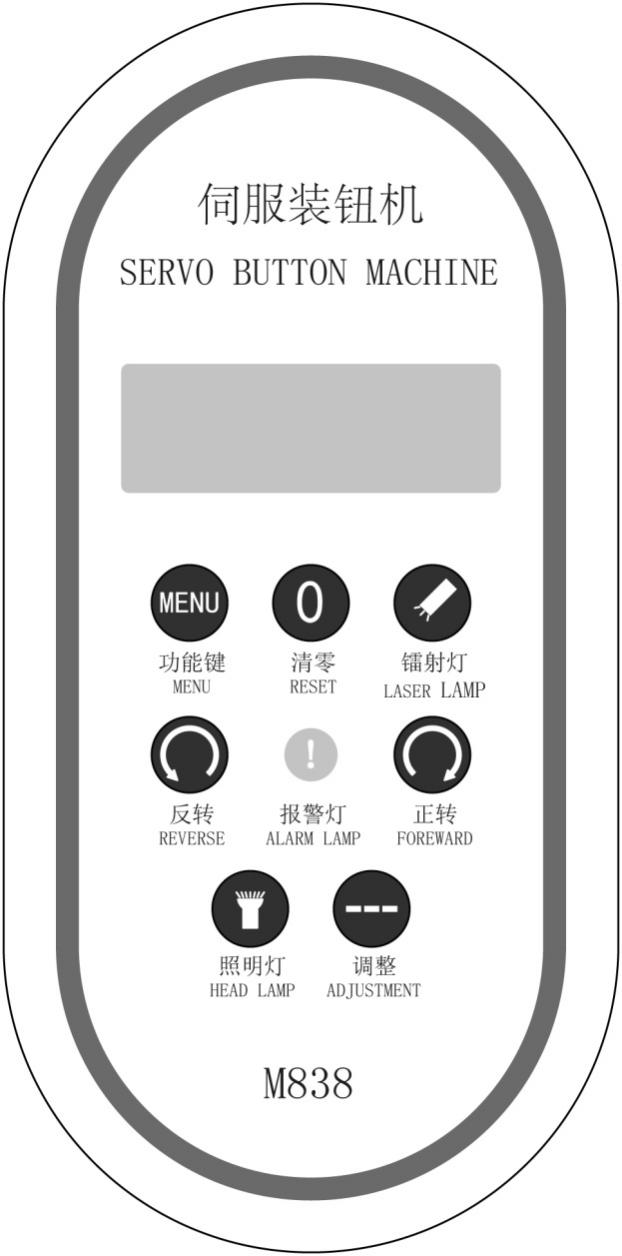 伺服装钮机
SERVO BUTTON MACHINE
MENU
0
功能键
清零
镭射灯
MENU
RESET
LASER LAMP
!
反转
报警灯
正转
REVERSE
ALARM LAMP
FOREWARD
照明灯
调整
HEAD LAMP
ADJUSTMENT
M838